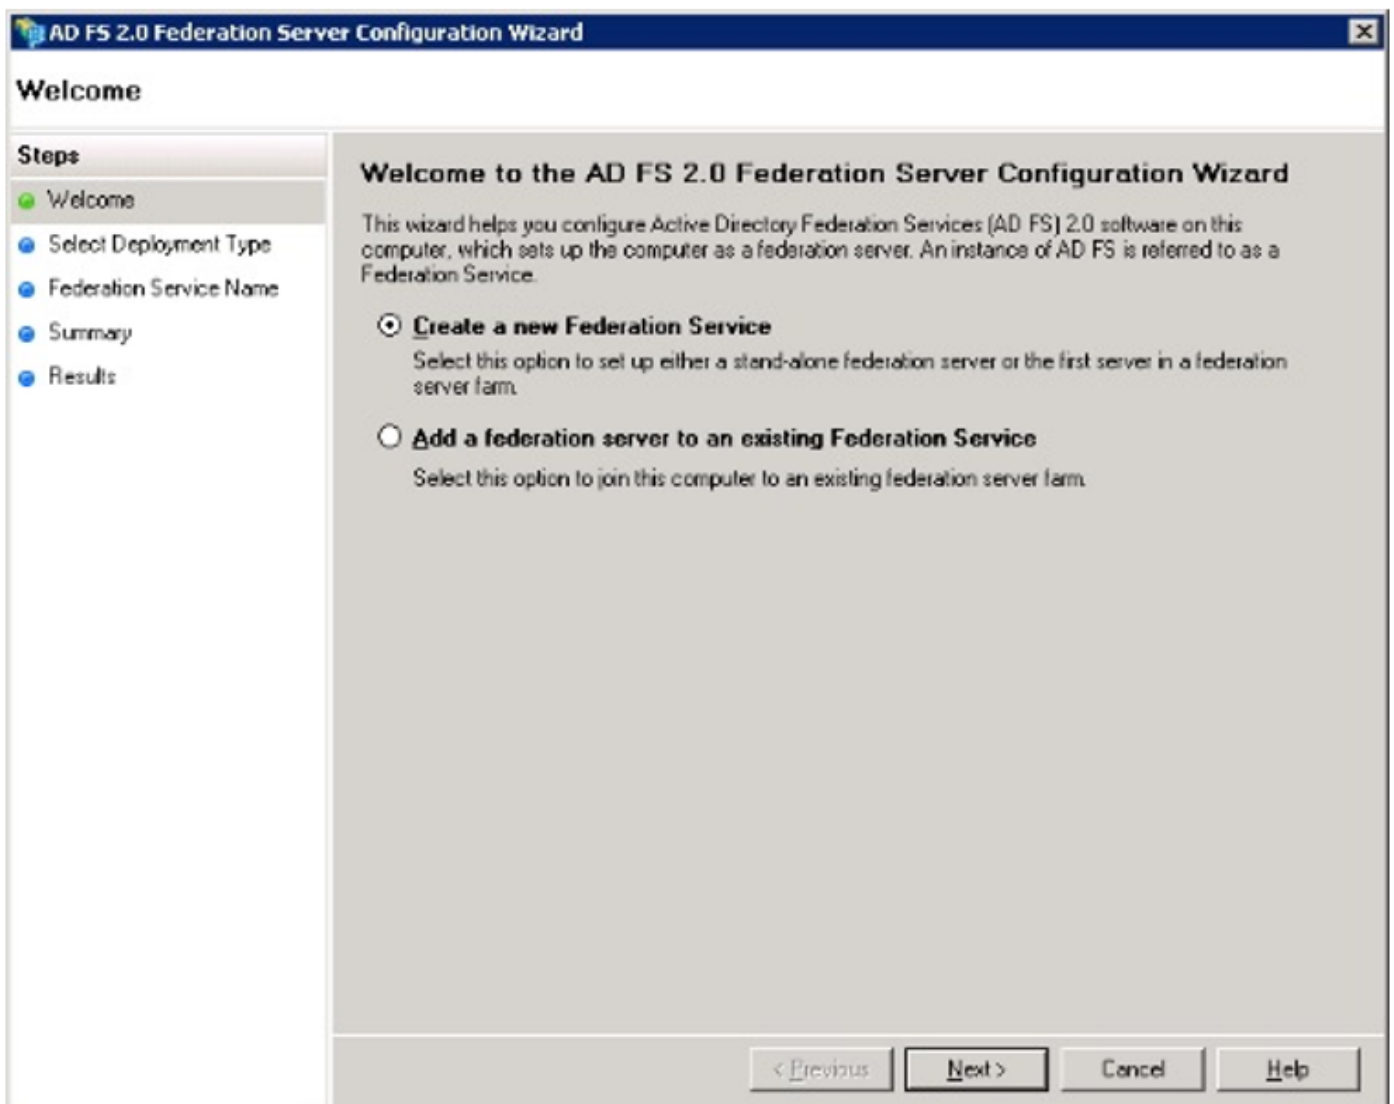 AD FS 2.0 Federation Server Configuration Wizard
Welcome
Steps
Welcome
Select Deployment Type
Federation Service Name
Summary
Results
Welcome to the AD FS 2.0 Federation Server Configuration Wizard
This wizard helps you configure Active Directory Federation Services (AD FS) 2.0 software on this
computer, which sets up the computer as a federation server. An instance of AD FS is referred to as a
Federation Service.
Create a new Federation Service
Select this option to set up either a stand-alone federation server or the first server in a federation
server farm.
Add a federation server to an existing Federation Service
Select this option to join this computer to an existing federation server farm.
< Previous
Next >
Cancel
Help